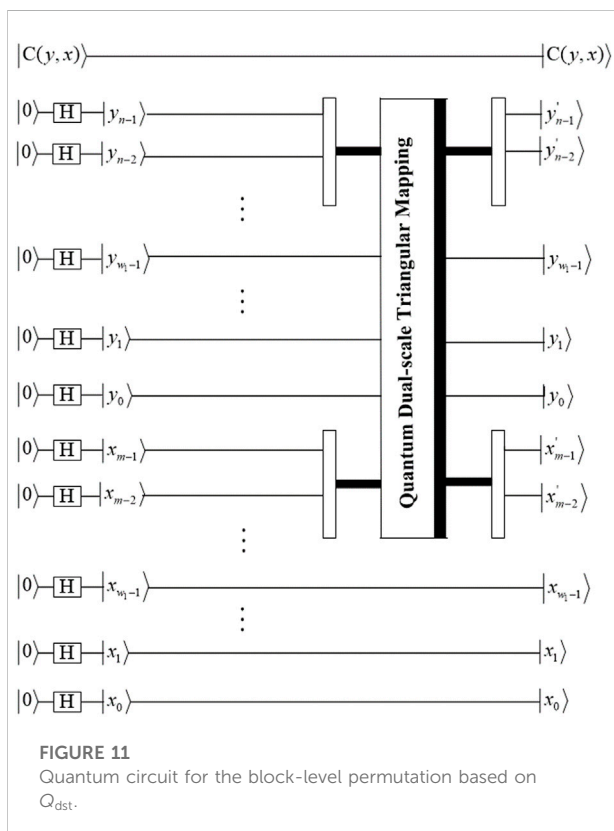 |C(y,x)⟩ |C(y,x)⟩
|0⟩ H |y_{n-1}⟩ |y'_{n-1}⟩
|0⟩ H |y_{n-2}⟩ |y'_{n-2}⟩
⋮
|0⟩ H |y_{w_1-1}⟩ |y_{w_1-1}⟩
⋮
|0⟩ H |y_1⟩ |y_1⟩
|0⟩ H |y_0⟩ |y_0⟩
|0⟩ H |x_{m-1}⟩ |x'_{m-1}⟩
|0⟩ H |x_{m-2}⟩ |x'_{m-2}⟩
⋮
|0⟩ H |x_{w_1-1}⟩ |x_{w_1-1}⟩
⋮
|0⟩ H |x_1⟩ |x_1⟩
|0⟩ H |x_0⟩ |x_0⟩
Quantum Dual-scale Triangular Mapping
FIGURE 11
Quantum circuit for the block-level permutation based on
Q_{dst}.